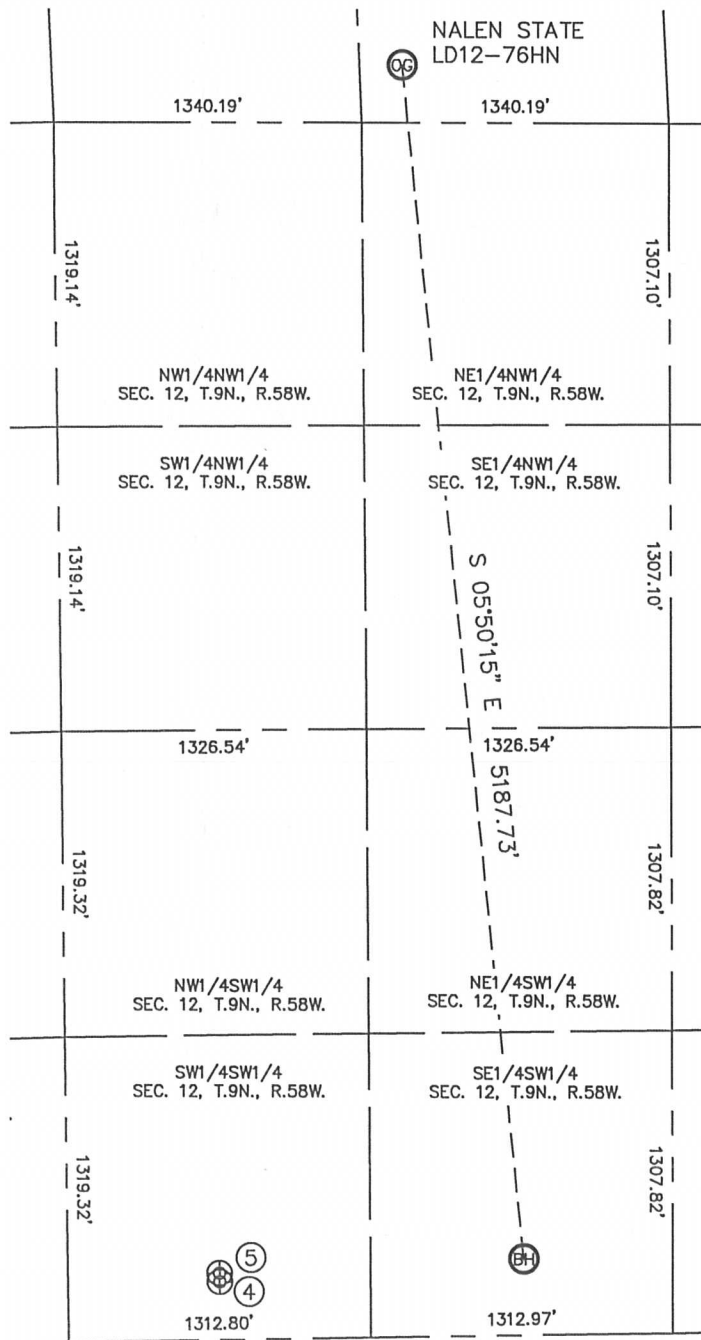 NALEN STATE
LD12-76HN
OG
1340.19' 1340.19'
1319.14' 1307.10'
NW1/4NW1/4 NE1/4NW1/4
SEC. 12, T.9N., R.58W. SEC. 12, T.9N., R.58W.
SW1/4NW1/4 SE1/4NW1/4
SEC. 12, T.9N., R.58W. SEC. 12, T.9N., R.58W.
1319.14' 1307.10'
S 05°50'15" E 5187.73'
1326.54' 1326.54'
1319.32' 1307.82'
NW1/4SW1/4 NE1/4SW1/4
SEC. 12, T.9N., R.58W. SEC. 12, T.9N., R.58W.
SW1/4SW1/4 SE1/4SW1/4
SEC. 12, T.9N., R.58W. SEC. 12, T.9N., R.58W.
1319.32' 1307.82'
5 BH
4
1312.80' 1312.97'